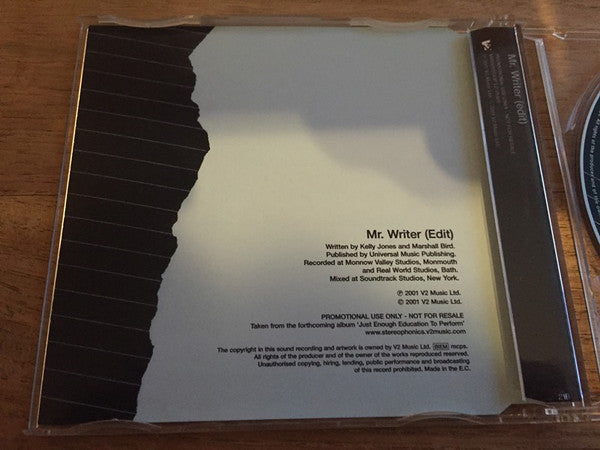 Mr. Writer (Edit)
Written by Kelly Jones and Marshall Bird.
Published by Universal Music Publishing.
Recorded at Monnow Valley Studios, Monmouth
and Real World Studios, Bath.
Mixed at Soundtrack Studios, New York.
℗ 2001 V2 Music Ltd.
© 2001 V2 Music Ltd.
PROMOTIONAL USE ONLY - NOT FOR RESALE
Taken from the forthcoming album 'Just Enough Education To Perform'
www.stereophonics.v2music.com
The copyright in this sound recording and artwork is owned by V2 Music Ltd. BIEM mcps.
All rights of the producer and of the owner of the works reproduced reserved.
Unauthorised copying, hiring, lending, public performance and broadcasting
of this record prohibited. Made in the E.C.
Mr. Writer (edit)